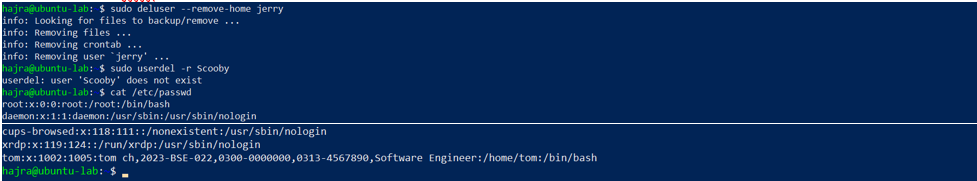 hajra@ubuntu-lab: $ sudo deluser --remove-home jerry
info: Looking for files to backup/remove ...
info: Removing files ...
info: Removing crontab ...
info: Removing user `jerry' ...
hajra@ubuntu-lab: $ sudo userdel -r Scooby
userdel: user 'Scooby' does not exist
hajra@ubuntu-lab: $ cat /etc/passwd
root:x:0:0:root:/root:/bin/bash
daemon:x:1:1:daemon:/usr/sbin:/usr/sbin/nologin
cups-browsed:x:118:111::/nonexistent:/usr/sbin/nologin
xrdp:x:119:124::/run/xrdp:/usr/sbin/nologin
tom:x:1002:1005:tom ch,2023-BSE-022,0300-0000000,0313-4567890,Software Engineer:/home/tom:/bin/bash
hajra@ubuntu-lab: $